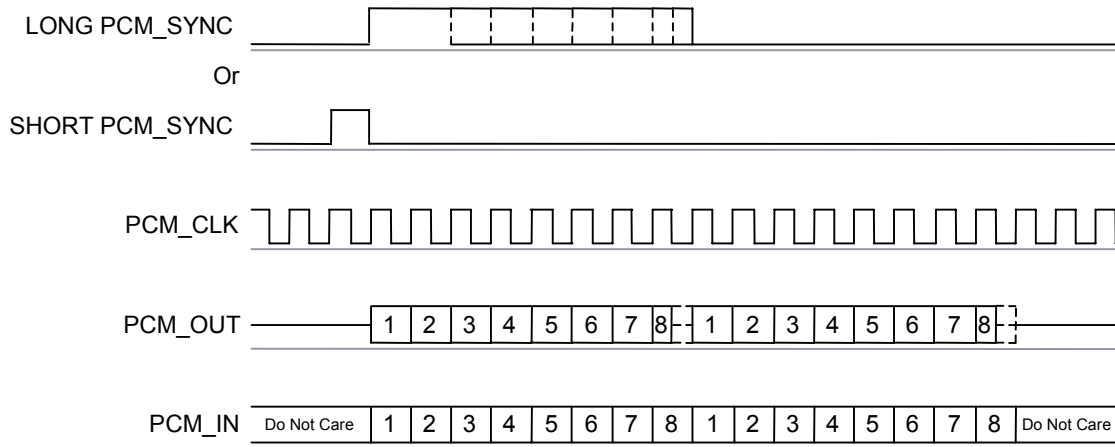 LONG PCM_SYNC
Or
SHORT PCM_SYNC
PCM_CLK
PCM_OUT 1 2 3 4 5 6 7 8 1 2 3 4 5 6 7 8
PCM_IN Do Not Care 1 2 3 4 5 6 7 8 1 2 3 4 5 6 7 8 Do Not Care